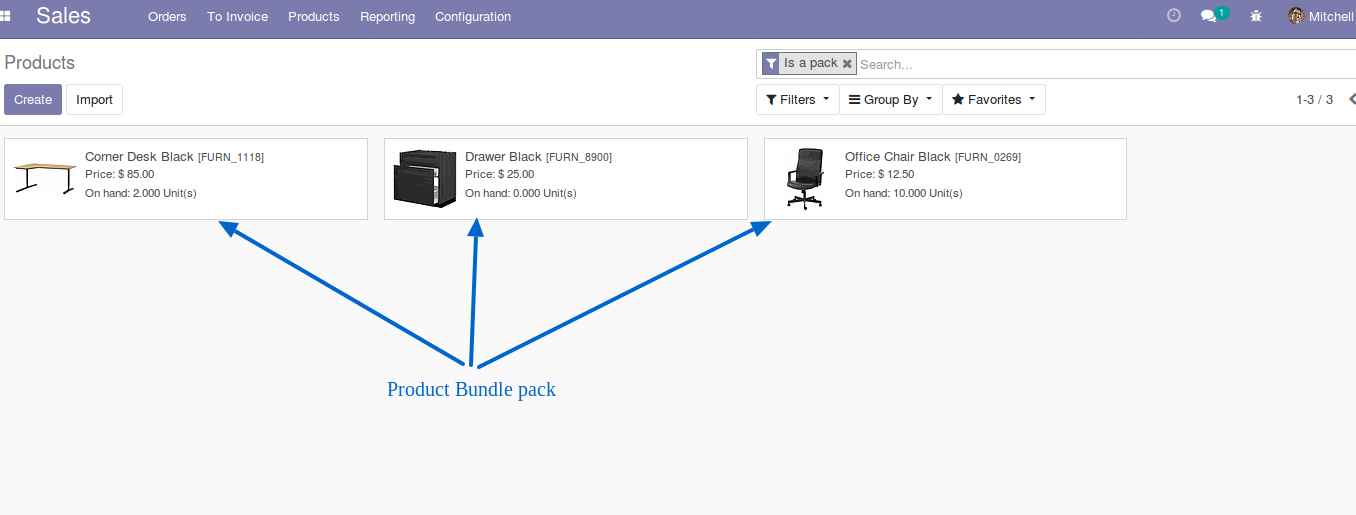 Sales Orders To Invoice Products Reporting Configuration 1 Mitchell
Products
Is a pack Search...
Create Import
Filters Group By Favorites 1-3 / 3
Corner Desk Black [FURN_1118]
Price: $ 85.00
On hand: 2.000 Unit(s)
Drawer Black [FURN_8900]
Price: $ 25.00
On hand: 0.000 Unit(s)
Office Chair Black [FURN_0269]
Price: $ 12.50
On hand: 10.000 Unit(s)
Product Bundle pack